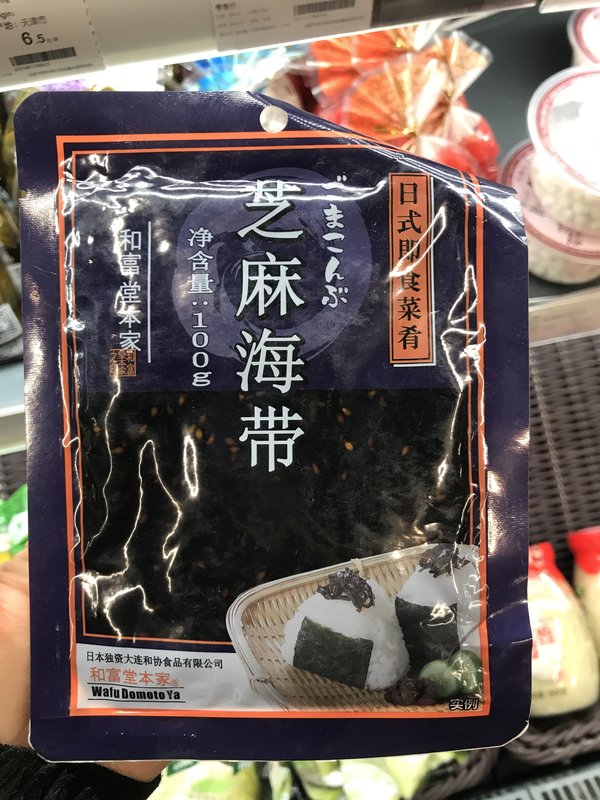 天津市
6.5
日式即食菜肴
ごまこんぶ
芝麻海带
净含量:100g
和富堂本家
日本独资大连和协食品有限公司
和富堂本家®
Wafu Domoto Ya
实例